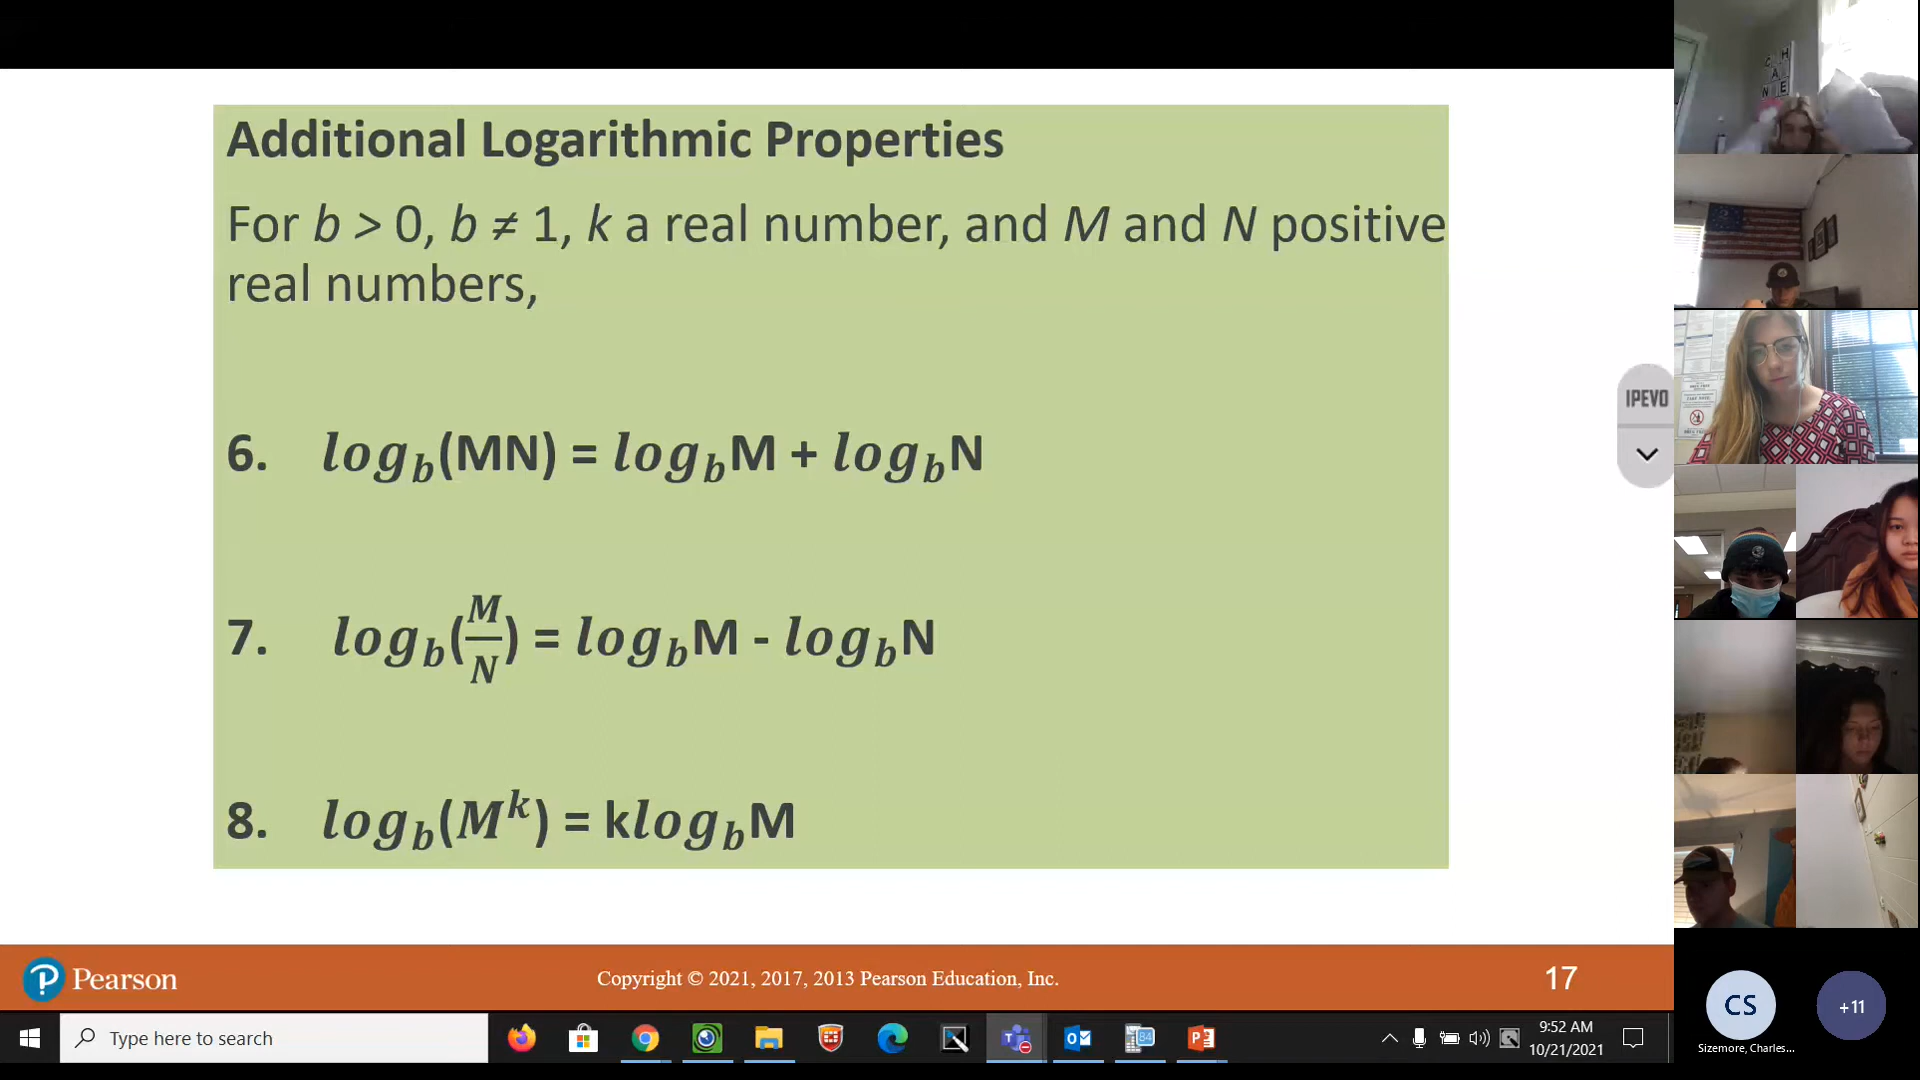 Additional Logarithmic Properties
For b > 0, b ≠ 1, k a real number, and M and N positive
real numbers,
6. log_b(MN) = log_bM + log_bN
7. log_b(M/N) = log_bM - log_bN
8. log_b(M^k) = klog_bM
Pearson
Copyright © 2021, 2017, 2013 Pearson Education, Inc.
17
IPEVO
C H
A
N E
CS
+11
Sizemore, Charles...
Type here to search
84
9:52 AM
10/21/2021